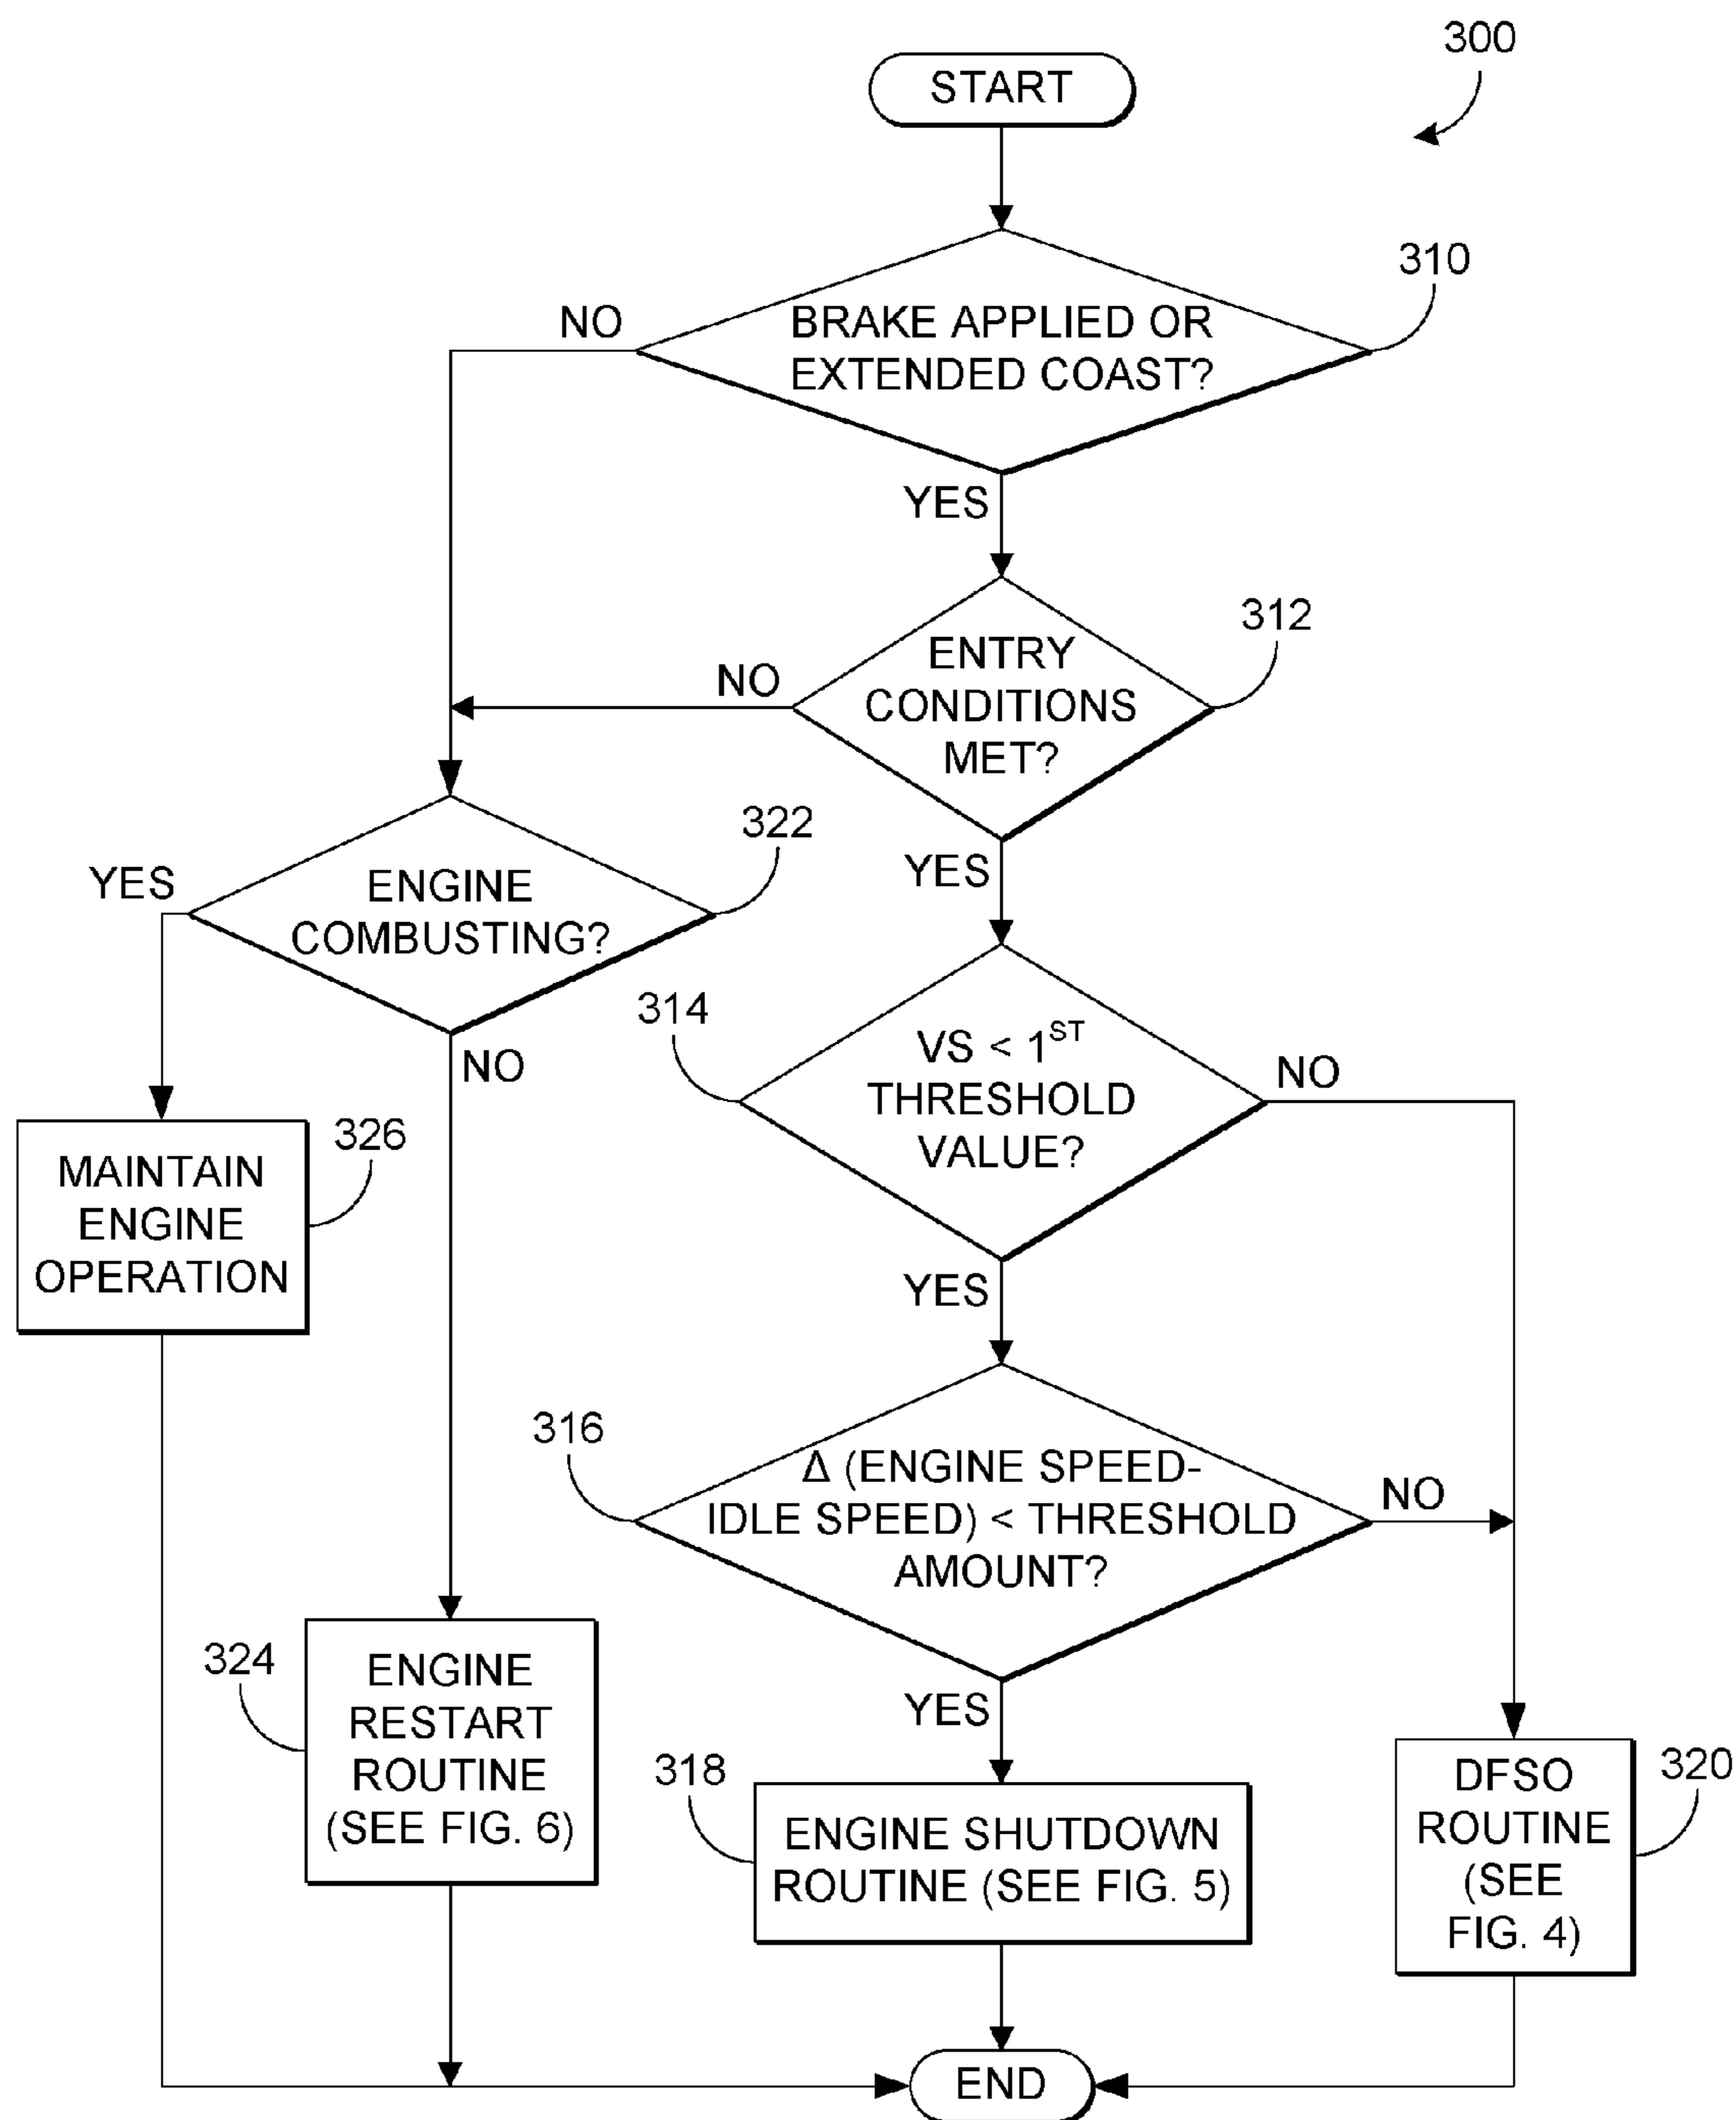 300
START
310
NO
BRAKE APPLIED OR
EXTENDED COAST?
YES
312
NO
ENTRY
CONDITIONS
MET?
322
YES
YES
ENGINE
COMBUSTING?
314
NO
VS < 1ST
THRESHOLD
VALUE?
NO
326
MAINTAIN
ENGINE
OPERATION
YES
316
Δ (ENGINE SPEED-
IDLE SPEED) < THRESHOLD
AMOUNT?
NO
324
ENGINE
RESTART
ROUTINE
(SEE FIG. 6)
YES
318
ENGINE SHUTDOWN
ROUTINE (SEE FIG. 5)
320
DFSO
ROUTINE
(SEE
FIG. 4)
END